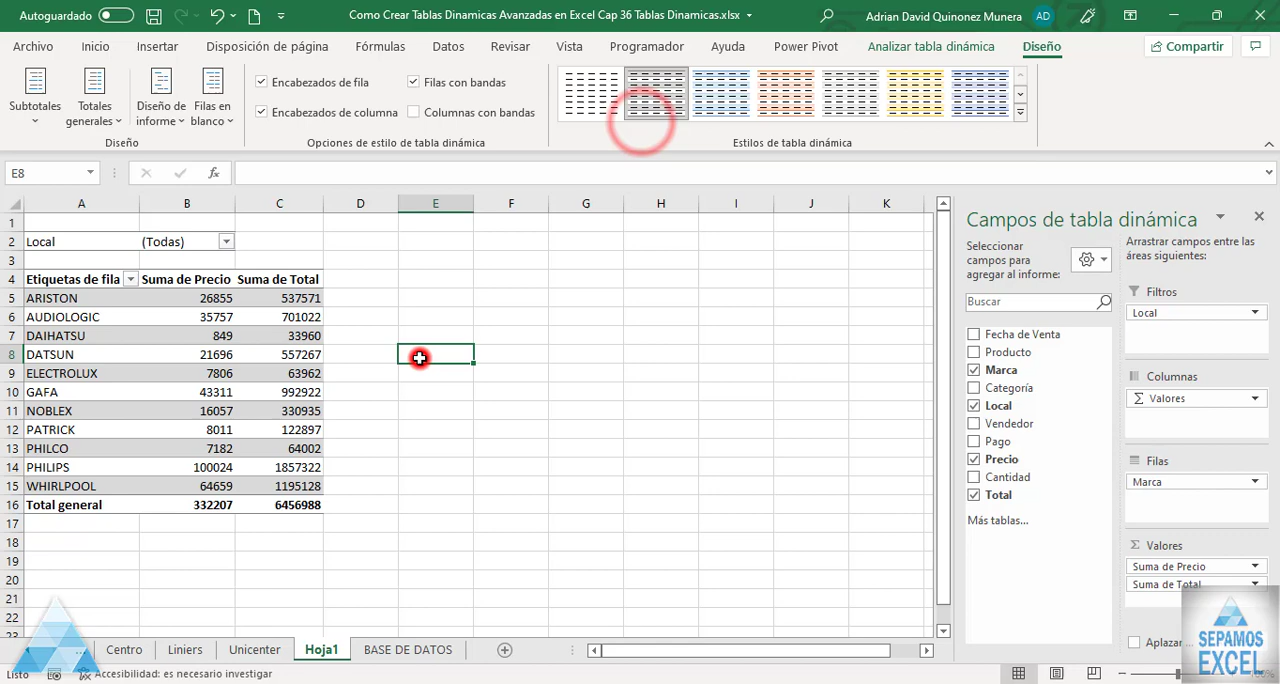 Autoguardado
Como Crear Tablas Dinamicas Avanzadas en Excel Cap 36 Tablas Dinamicas.xlsx
Adrian David Quinonez Munera AD
Archivo Inicio Insertar Disposición de página Fórmulas Datos Revisar Vista Programador Ayuda Power Pivot Analizar tabla dinámica Diseño Compartir
Subtotales
Totales generales
Diseño de informe
Filas en blanco
Encabezados de fila
Filas con bandas
Encabezados de columna
Columnas con bandas
Diseño
Opciones de estilo de tabla dinámica
Estilos de tabla dinámica
E8 fx
A B C D E F G H I J K
1
2 Local (Todas)
3
4 Etiquetas de fila Suma de Precio Suma de Total
5 ARISTON 26855 537571
6 AUDIOLOGIC 35757 701022
7 DAIHATSU 849 33960
8 DATSUN 21696 557267
9 ELECTROLUX 7806 63962
10 GAFA 43311 992922
11 NOBLEX 16057 330935
12 PATRICK 8011 122897
13 PHILCO 7182 64002
14 PHILIPS 100024 1857322
15 WHIRLPOOL 64659 1195128
16 Total general 332207 6456988
17
18
19
20
21
22
23
Campos de tabla dinámica
Seleccionar
campos para
agregar al informe:
Buscar
Fecha de Venta
Producto
Marca
Categoría
Local
Vendedor
Pago
Precio
Cantidad
Total
Más tablas...
Arrastrar campos entre las
áreas siguientes:
Filtros
Local
Columnas
Σ Valores
Filas
Marca
Σ Valores
Suma de Precio
Suma de Total
Aplazar
SEPAMOS
EXCEL
... Centro Liniers Unicenter Hoja1 BASE DE DATOS
Listo Accesibilidad: es necesario investigar